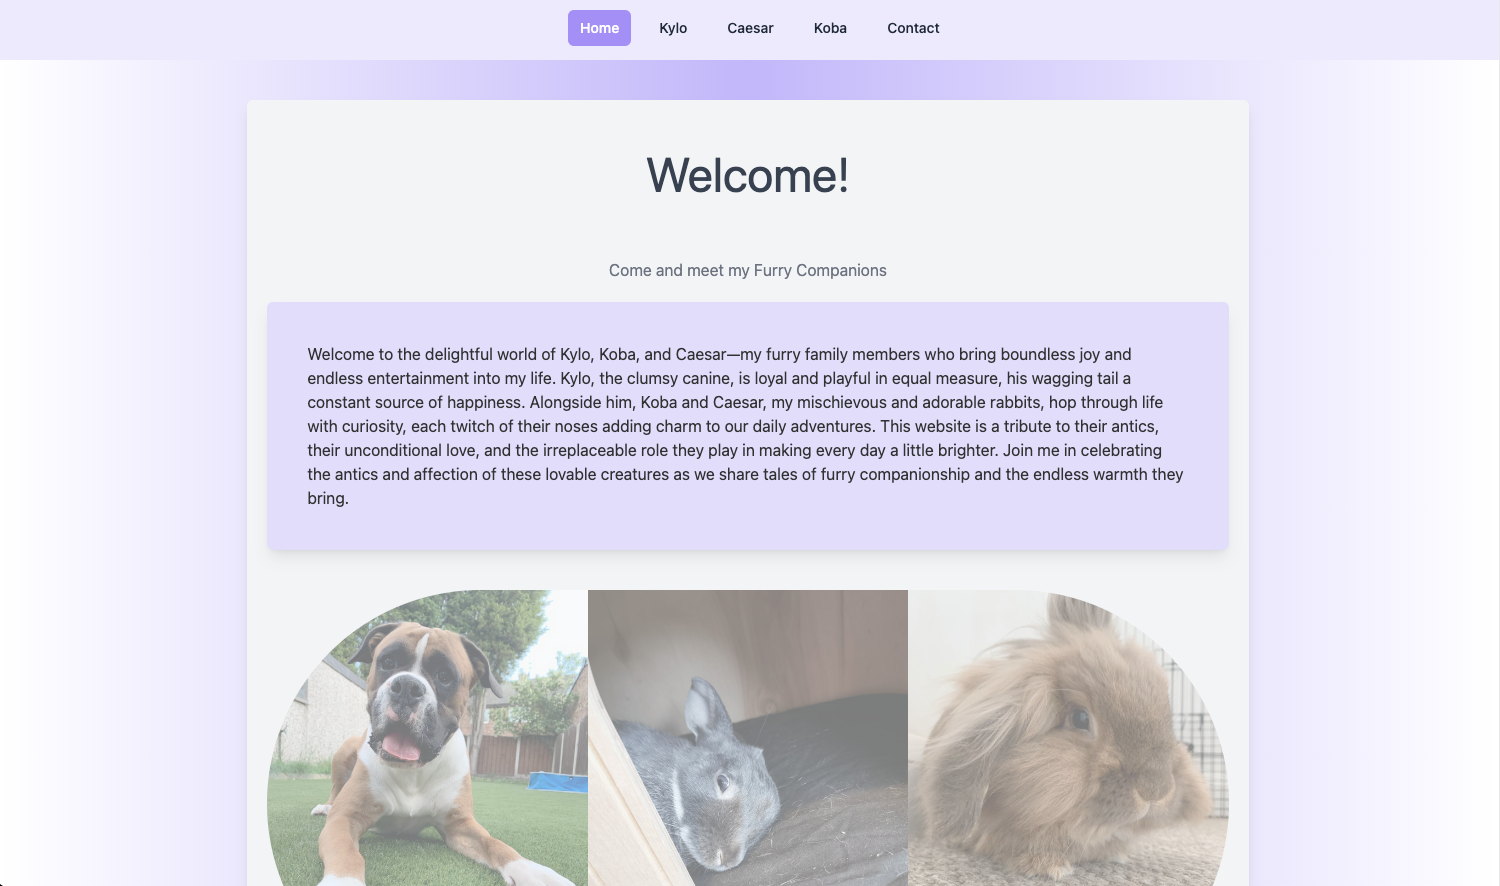 Home Kylo Caesar Koba Contact
Welcome!
Come and meet my Furry Companions
Welcome to the delightful world of Kylo, Koba, and Caesar—my furry family members who bring boundless joy and
endless entertainment into my life. Kylo, the clumsy canine, is loyal and playful in equal measure, his wagging tail a
constant source of happiness. Alongside him, Koba and Caesar, my mischievous and adorable rabbits, hop through life
with curiosity, each twitch of their noses adding charm to our daily adventures. This website is a tribute to their antics,
their unconditional love, and the irreplaceable role they play in making every day a little brighter. Join me in celebrating
the antics and affection of these lovable creatures as we share tales of furry companionship and the endless warmth they
bring.